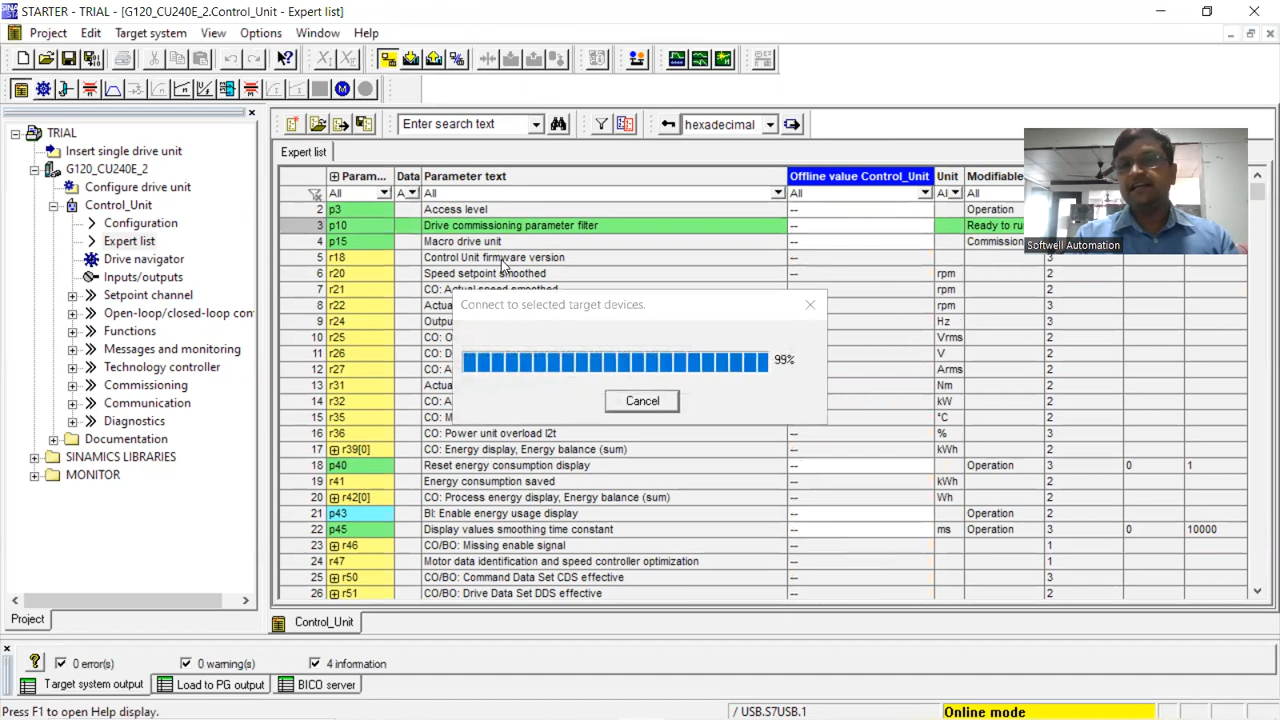 STARTER - TRIAL - [G120_CU240E_2.Control_Unit - Expert list]
Project Edit Target system View Options Window Help
Enter search text
hexadecimal
TRIAL
Insert single drive unit
G120_CU240E_2
Configure drive unit
Control_Unit
Configuration
Expert list
Drive navigator
Inputs/outputs
Setpoint channel
Open-loop/closed-loop con
Functions
Messages and monitoring
Technology controller
Commissioning
Communication
Diagnostics
Documentation
SINAMICS LIBRARIES
MONITOR
Project
Expert list
Param... Data Parameter text Offline value Control_Unit Unit Modifiable
All A... All All Al All
2 p3 Access level -- Operation
3 p10 Drive commissioning parameter filter -- Ready to ru
4 p15 Macro drive unit -- Commissio
5 r18 Control Unit firmware version -- 3
6 r20 Speed setpoint smoothed -- rpm 2
7 r21 CO: Actual speed smoothed -- rpm 2
8 r22 Actua rpm 3
9 r24 Outpu Hz 3
10 r25 CO: O Vrms 2
11 r26 CO: D V 2
12 r27 CO: A Arms 2
13 r31 Actua Nm 2
14 r32 CO: A kW 2
15 r35 CO: M °C 2
16 r36 CO: Power unit overload I2t -- % 3
17 r39[0] CO: Energy display, Energy balance (sum) -- kWh 2
18 p40 Reset energy consumption display -- Operation 3 0 1
19 r41 Energy consumption saved -- kWh 2
20 r42[0] CO: Process energy display, Energy balance (sum) -- Wh 2
21 p43 BI: Enable energy usage display -- Operation 2
22 p45 Display values smoothing time constant -- ms Operation 3 0 10000
23 r46 CO/BO: Missing enable signal -- 1
24 r47 Motor data identification and speed controller optimization -- 1
25 r50 CO/BO: Command Data Set CDS effective -- 3
26 r51 CO/BO: Drive Data Set DDS effective -- 2
Connect to selected target devices.
99%
Cancel
Softwell Automation
Control_Unit
0 error(s) 0 warning(s) 4 information
Target system output Load to PG output BICO server
Press F1 to open Help display. / USB.S7USB.1 Online mode